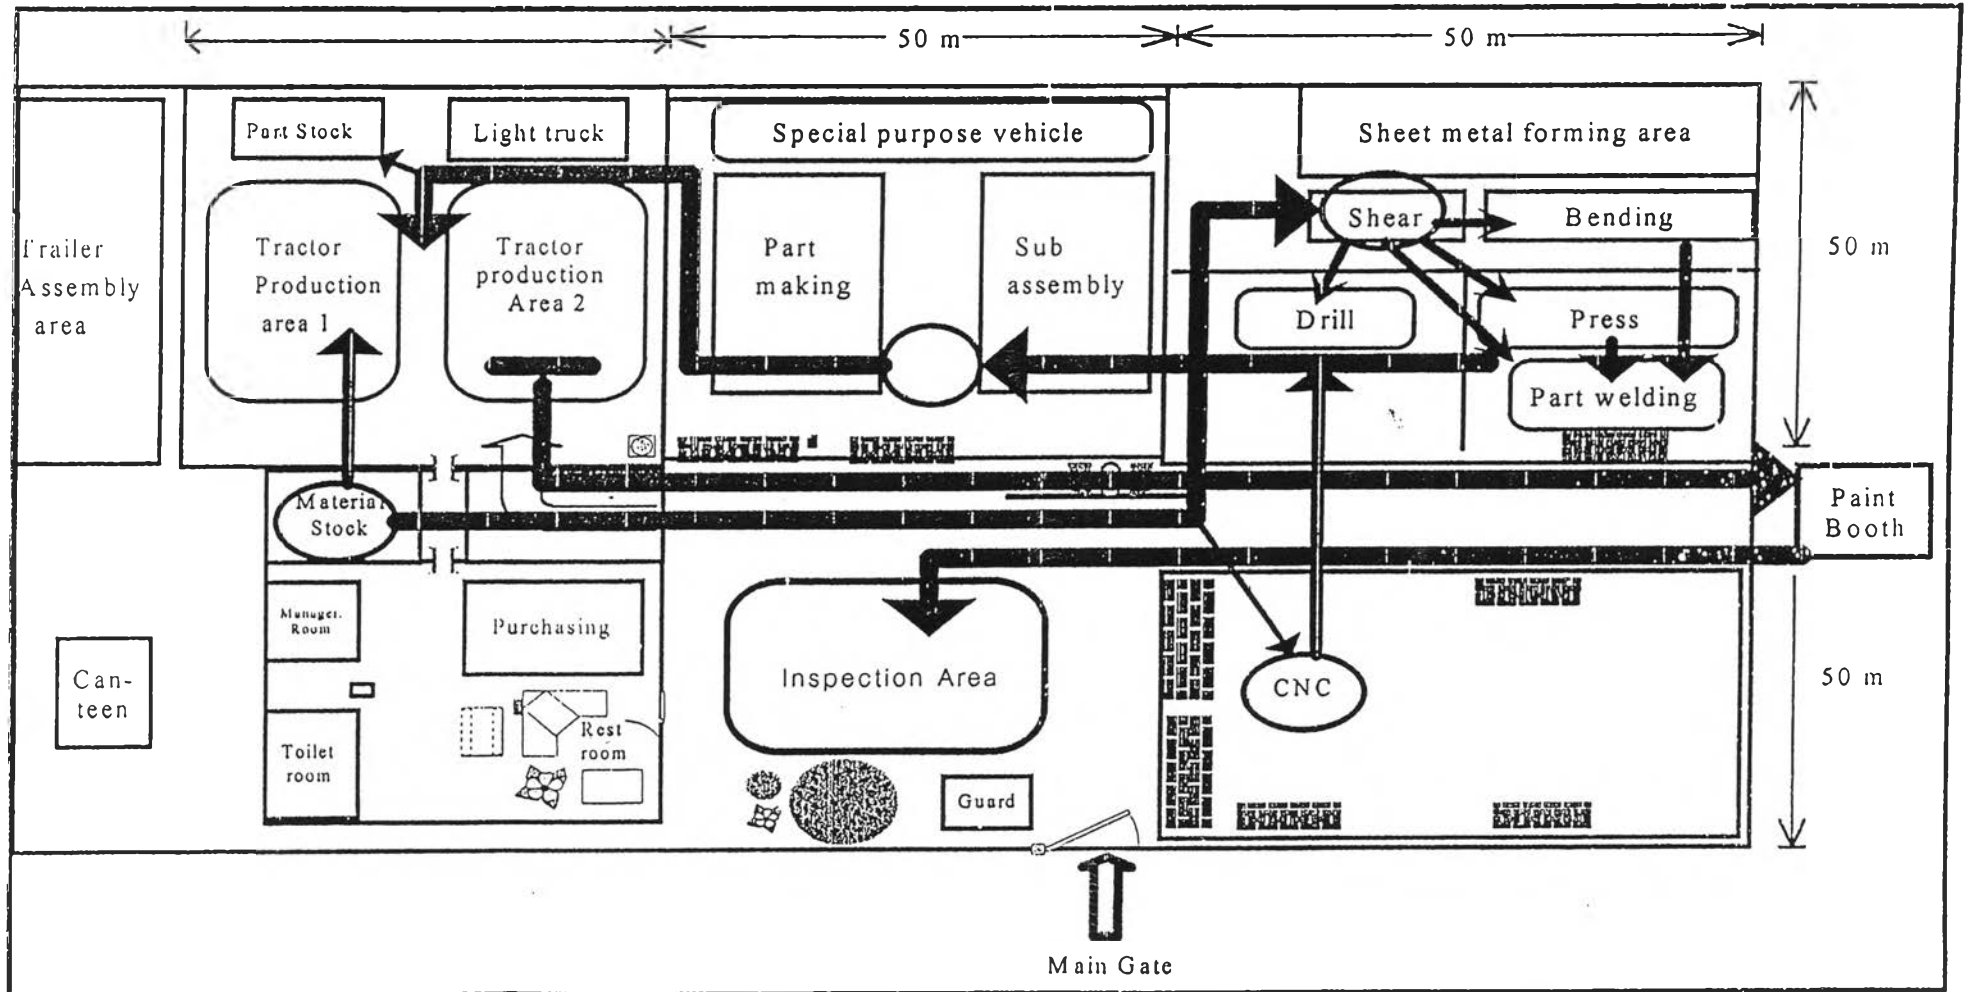 50 m
50 m
Part Stock
Light truck
Special purpose vehicle
Sheet metal forming area
Shear
Bending
50 m
Trailer
Assembly
area
Tractor
Production
area 1
Tractor
production
Area 2
Part
making
Sub
assembly
Drill
Press
Part welding
Material
Stock
Paint
Booth
Manager.
Room
Purchasing
Inspection Area
CNC
50 m
Can-
teen
Toilet
room
Rest
room
Guard
Main Gate